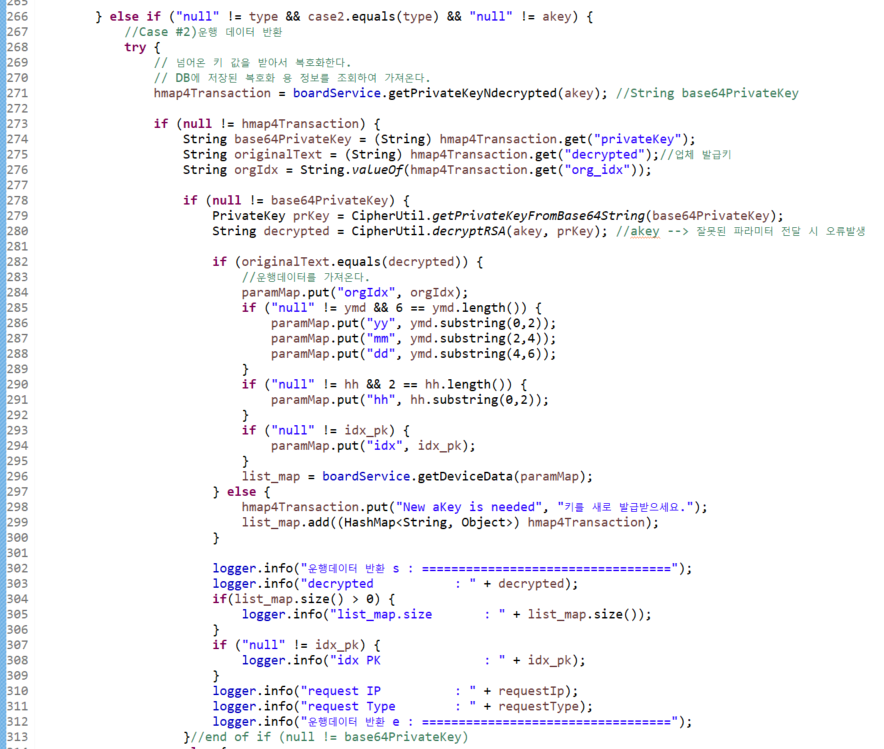 266 } else if ("null" != type && case2.equals(type) && "null" != akey) {
267 //Case #2)운행 데이터 반환
268 try {
269 // 넘어온 키 값을 받아서 복호화한다.
270 // DB에 저장된 복호화 용 정보를 조회하여 가져온다.
271 hmap4Transaction = boardService.getPrivateKeyNdecrypted(akey); //String base64PrivateKey
272
273 if (null != hmap4Transaction) {
274 String base64PrivateKey = (String) hmap4Transaction.get("privateKey");
275 String originalText = (String) hmap4Transaction.get("decrypted");//업체 발급키
276 String orgIdx = String.valueOf(hmap4Transaction.get("org_idx"));
277
278 if (null != base64PrivateKey) {
279 PrivateKey prKey = CipherUtil.getPrivateKeyFromBase64String(base64PrivateKey);
280 String decrypted = CipherUtil.decryptRSA(akey, prKey); //akey --> 잘못된 파라미터 전달 시 오류발생
281
282 if (originalText.equals(decrypted)) {
283 //운행데이터를 가져온다.
284 paramMap.put("orgIdx", orgIdx);
285 if ("null" != ymd && 6 == ymd.length()) {
286 paramMap.put("yy", ymd.substring(0,2));
287 paramMap.put("mm", ymd.substring(2,4));
288 paramMap.put("dd", ymd.substring(4,6));
289 }
290 if ("null" != hh && 2 == hh.length()) {
291 paramMap.put("hh", hh.substring(0,2));
292 }
293 if ("null" != idx_pk) {
294 paramMap.put("idx", idx_pk);
295 }
296 list_map = boardService.getDeviceData(paramMap);
297 } else {
298 hmap4Transaction.put("New aKey is needed", "키를 새로 발급받으세요.");
299 list_map.add((HashMap<String, Object>) hmap4Transaction);
300 }
301
302 logger.info("운행데이터 반환 s : ==================================");
303 logger.info("decrypted : " + decrypted);
304 if(list_map.size() > 0) {
305 logger.info("list_map.size : " + list_map.size());
306 }
307 if ("null" != idx_pk) {
308 logger.info("idx PK : " + idx_pk);
309 }
310 logger.info("request IP : " + requestIp);
311 logger.info("request Type : " + requestType);
312 logger.info("운행데이터 반환 e : ==================================");
313 }//end of if (null != base64PrivateKey)